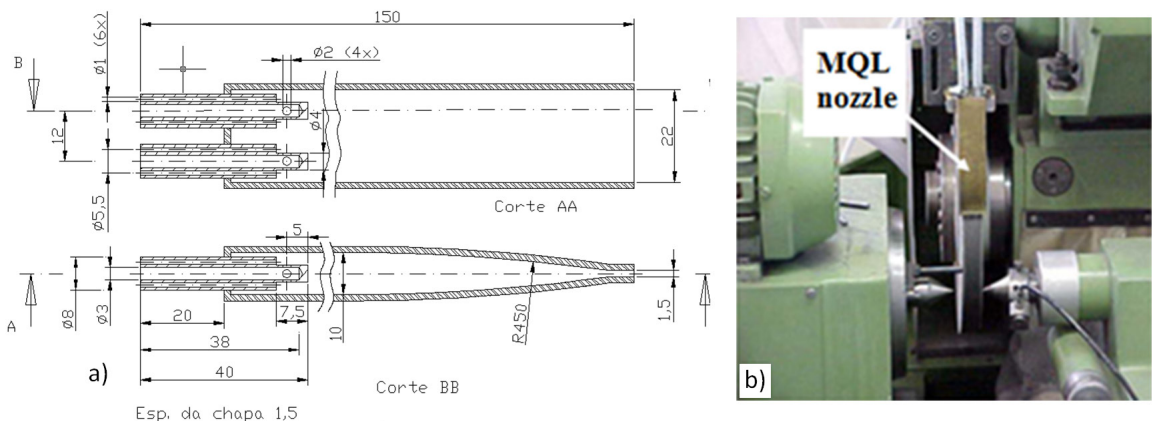 150
Ø1 (6x)
Ø2 (4x)
B
12
Ø4
22
Ø5,5
Corte AA
5
Ø8
Ø3
A
20
7,5
10
R450
1,5
38
40
a)
Corte BB
Esp. da chapa 1,5
MQL
nozzle
b)